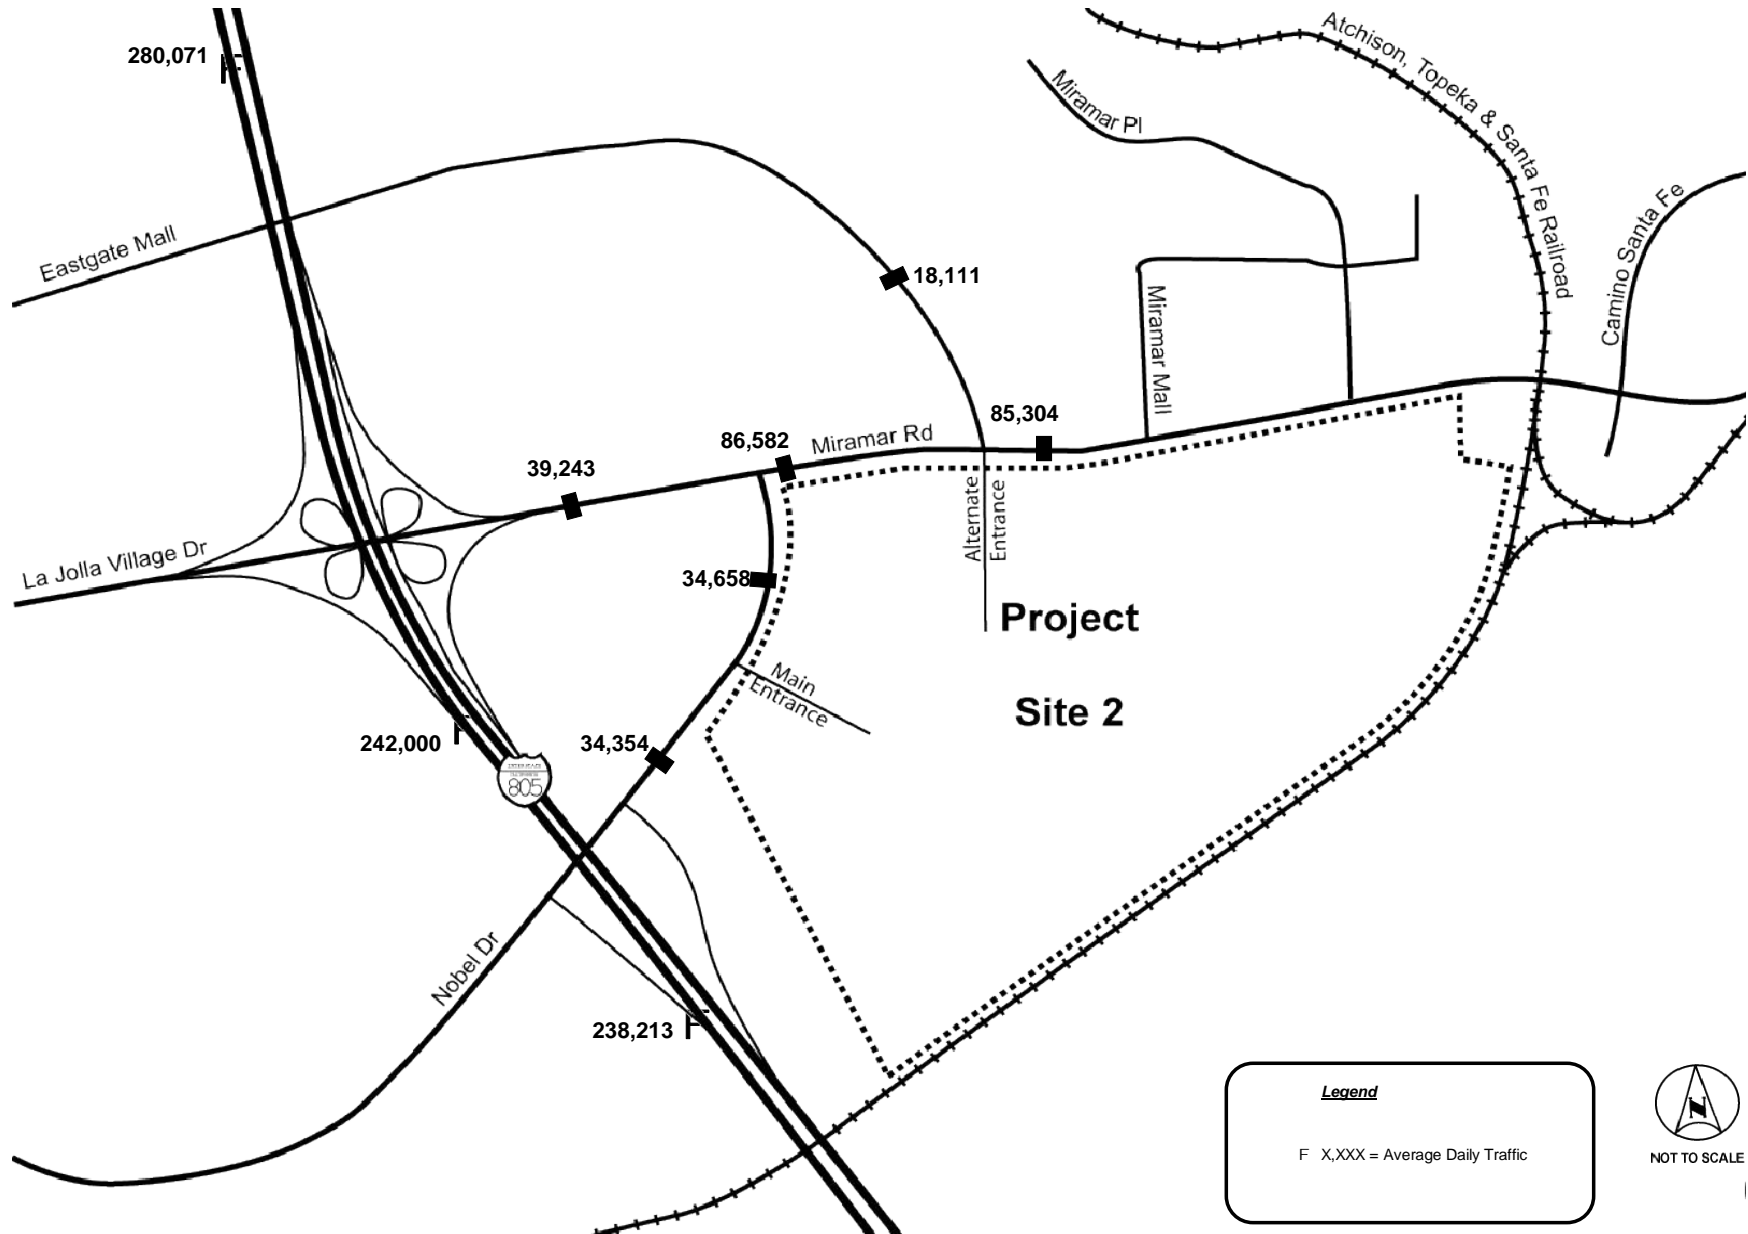 280,071
Atchison, Topeka & Santa Fe Railroad
Miramar Pl
Eastgate Mall
18,111
Camino Santa Fe
Miramar Mall
85,304
86,582
Miramar Rd
39,243
Alternate
Entrance
La Jolla Village Dr
34,658
Project
Site 2
Main
Entrance
242,000
34,354
805
Nobel Dr
238,213
Legend
F X,XXX = Average Daily Traffic
N
NOT TO SCALE